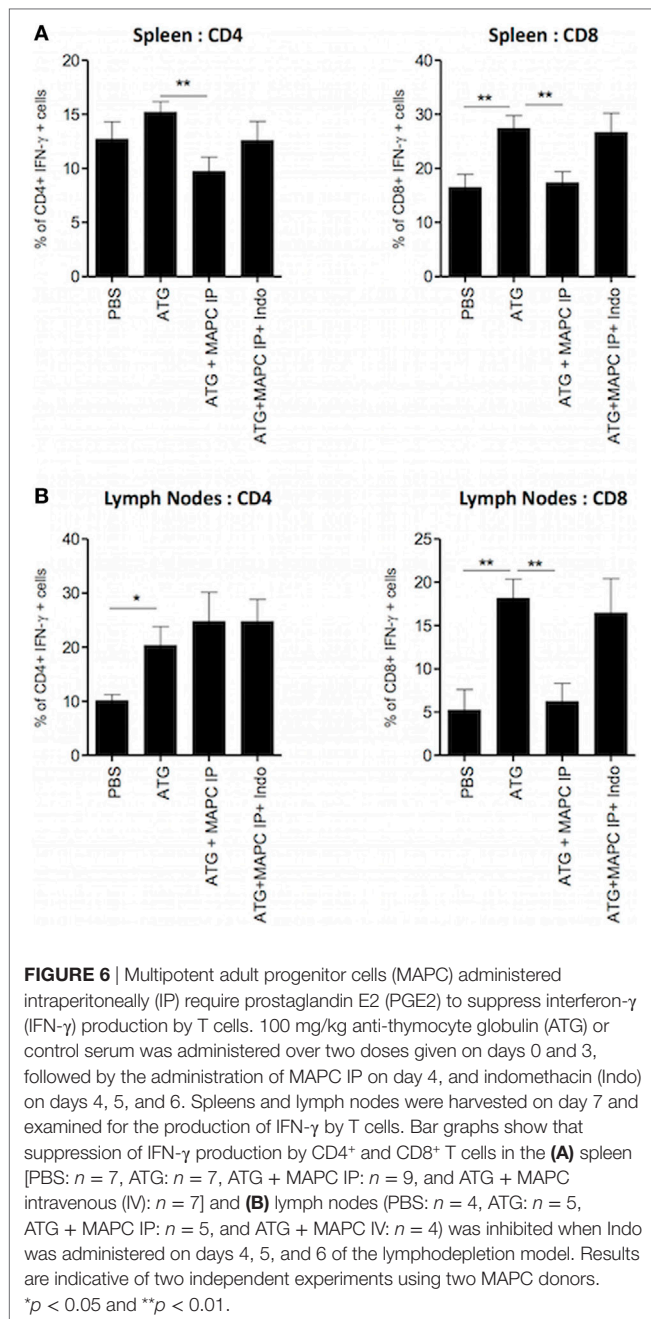 A
Spleen : CD4
Spleen : CD8
% of CD4+ IFN-γ + cells
20
15
10
5
0
PBS
ATG
ATG + MAPC IP
ATG+MAPC IP+ Indo
**
% of CD8+ IFN-γ + cells
40
30
20
10
0
PBS
ATG
ATG + MAPC IP
ATG+MAPC IP+ Indo
**
**
B
Lymph Nodes : CD4
Lymph Nodes : CD8
% of CD4+ IFN-γ + cells
40
30
20
10
0
PBS
ATG
ATG + MAPC IP
ATG+MAPC IP+ Indo
*
% of CD8+ IFN-γ + cells
25
20
15
10
5
0
PBS
ATG
ATG + MAPC IP
ATG+MAPC IP+ Indo
**
**
FIGURE 6 | Multipotent adult progenitor cells (MAPC) administered
intraperitoneally (IP) require prostaglandin E2 (PGE2) to suppress interferon-γ
(IFN-γ) production by T cells. 100 mg/kg anti-thymocyte globulin (ATG) or
control serum was administered over two doses given on days 0 and 3,
followed by the administration of MAPC IP on day 4, and indomethacin (Indo)
on days 4, 5, and 6. Spleens and lymph nodes were harvested on day 7 and
examined for the production of IFN-γ by T cells. Bar graphs show that
suppression of IFN-γ production by CD4⁺ and CD8⁺ T cells in the (A) spleen
[PBS: n = 7, ATG: n = 7, ATG + MAPC IP: n = 9, and ATG + MAPC
intravenous (IV): n = 7] and (B) lymph nodes (PBS: n = 4, ATG: n = 5,
ATG + MAPC IP: n = 5, and ATG + MAPC IV: n = 4) was inhibited when Indo
was administered on days 4, 5, and 6 of the lymphodepletion model. Results
are indicative of two independent experiments using two MAPC donors.
*p < 0.05 and **p < 0.01.